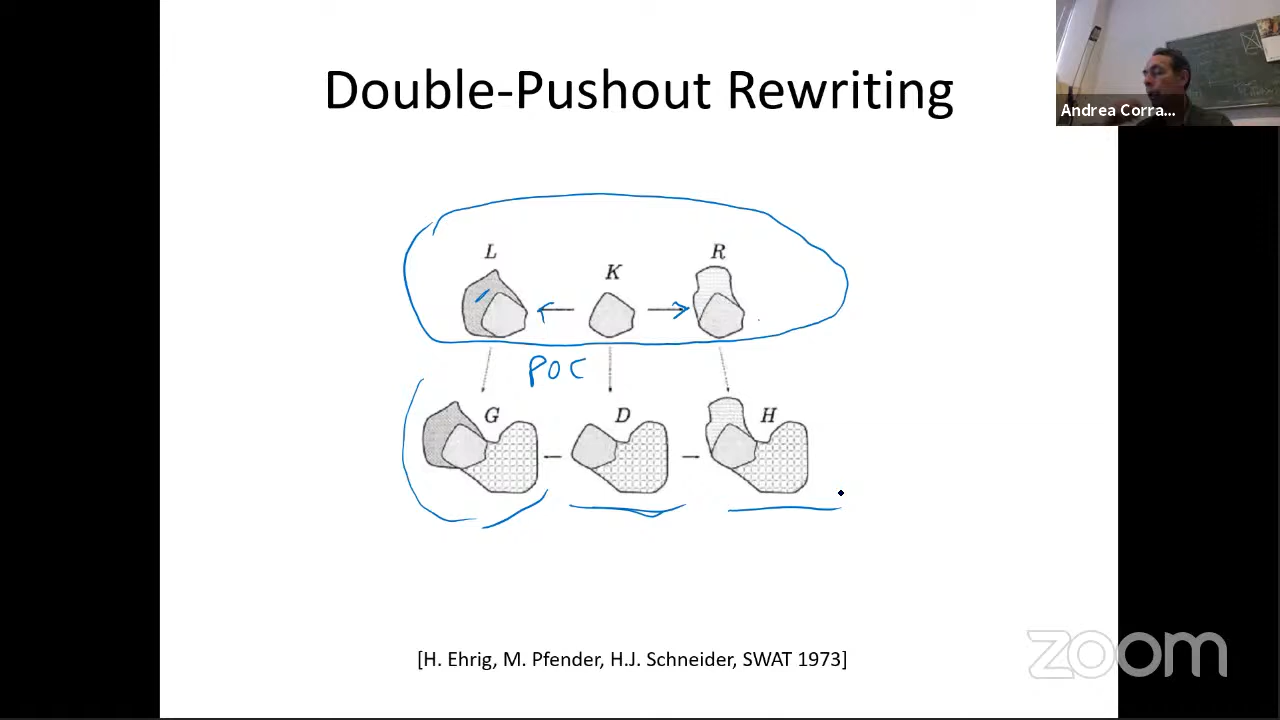 Double-Pushout Rewriting
Andrea Corra...
L
K
R
POC
G
D
H
[H. Ehrig, M. Pfender, H.J. Schneider, SWAT 1973]
zoom